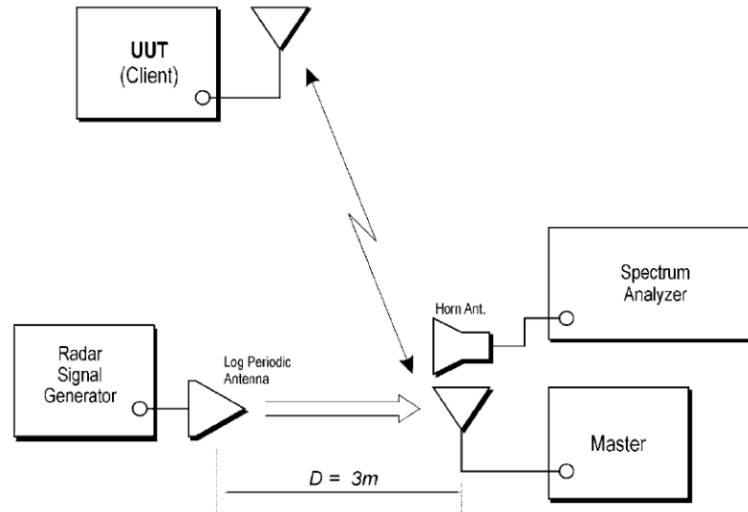 UUT
(Client)
Spectrum
Analyzer
Horn Ant.
Radar
Signal
Generator
Log Periodic
Antenna
Master
D = 3m